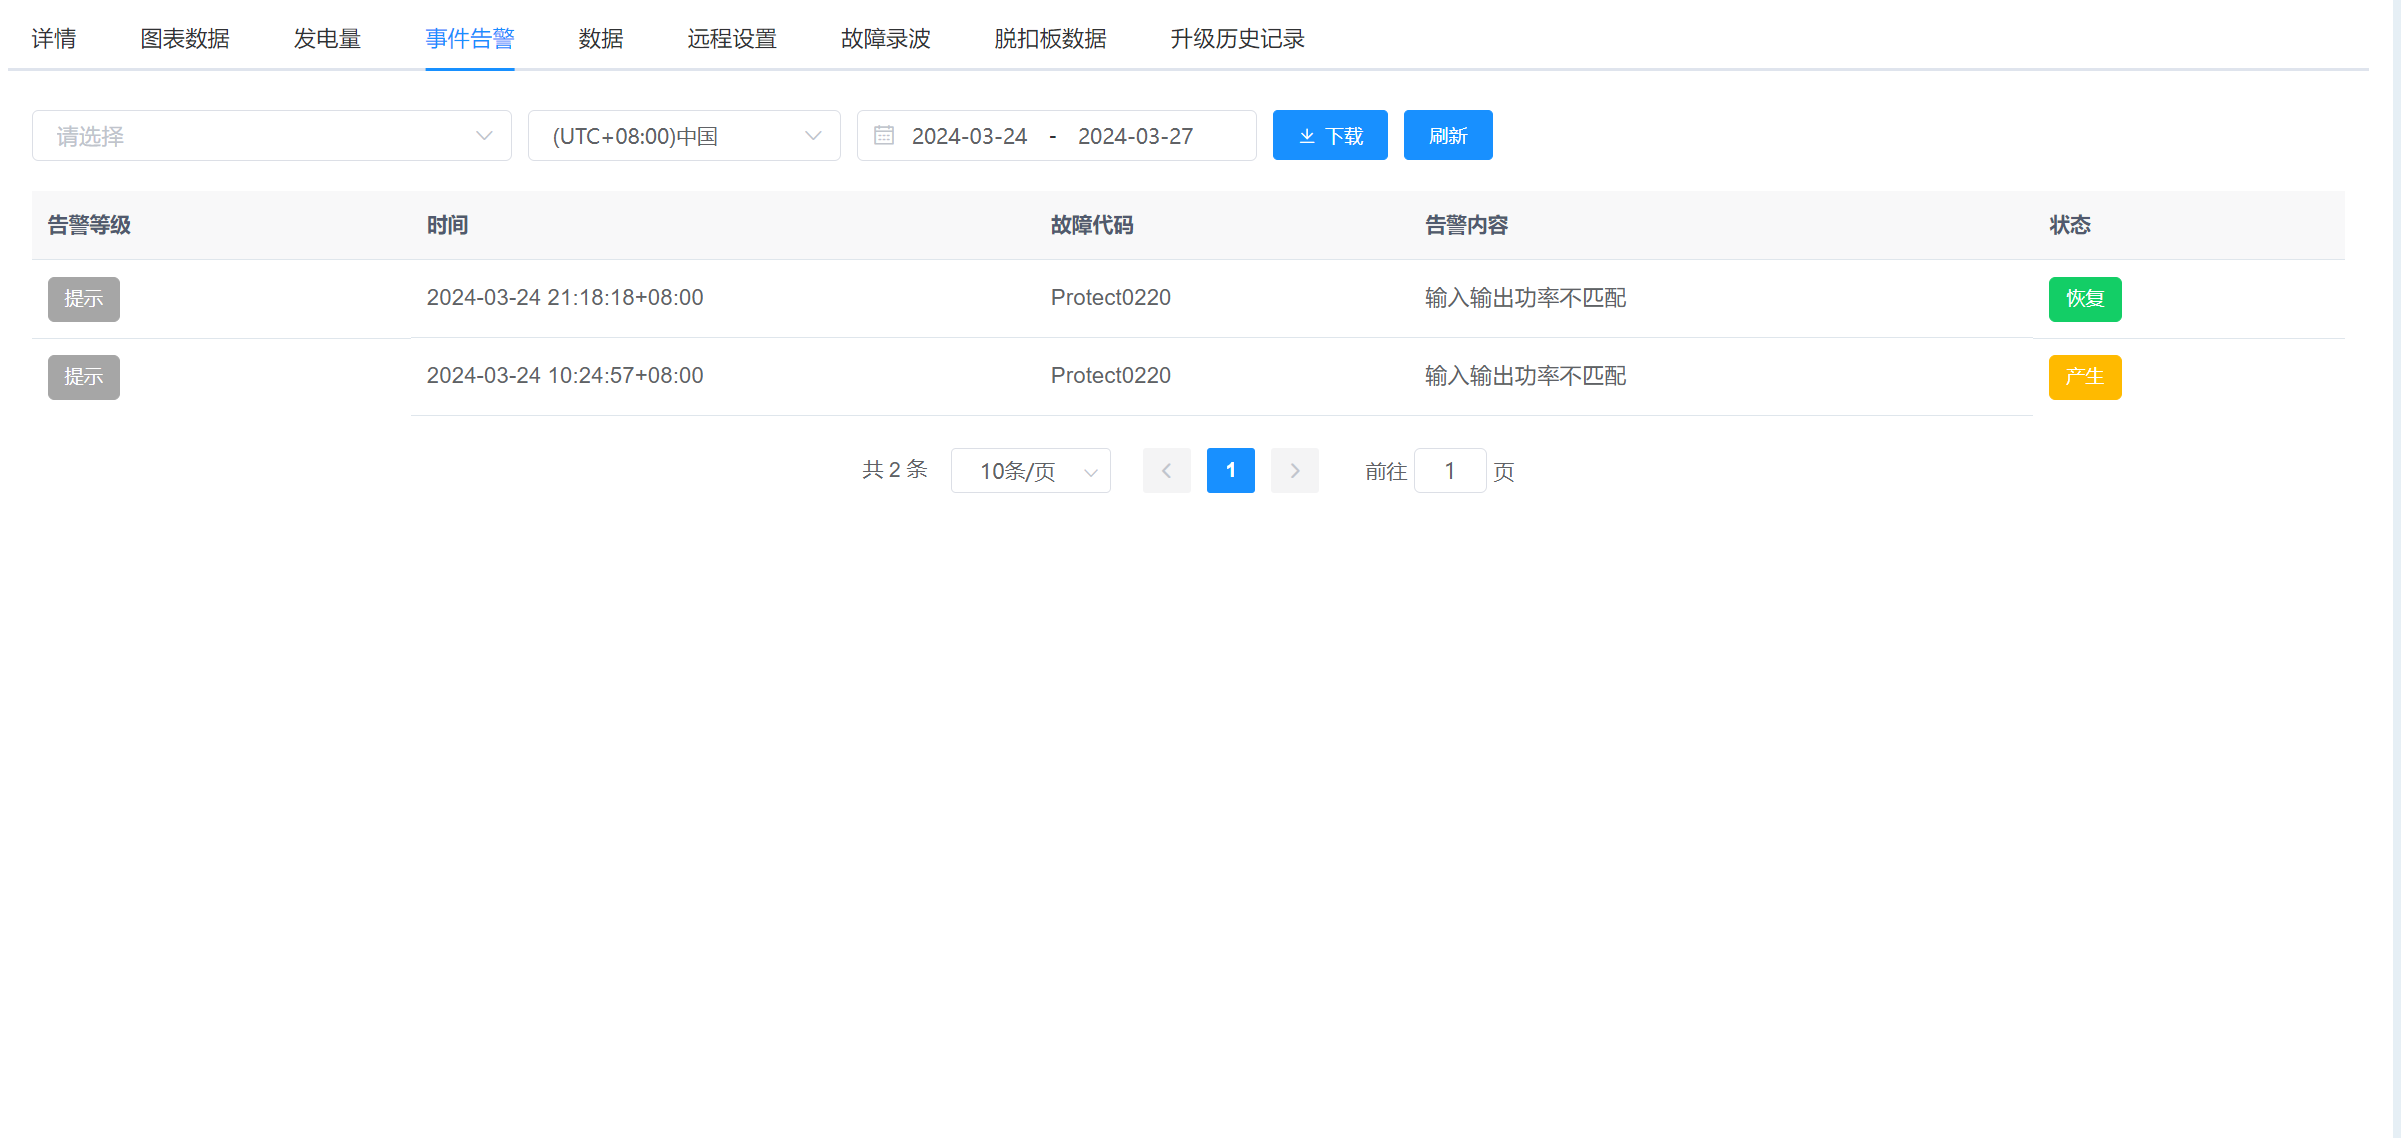 详情 图表数据 发电量 事件告警 数据 远程设置 故障录波 脱扣板数据 升级历史记录
请选择 (UTC+08:00)中国 2024-03-24 - 2024-03-27 下载 刷新
告警等级 时间 故障代码 告警内容 状态
提示 2024-03-24 21:18:18+08:00 Protect0220 输入输出功率不匹配 恢复
提示 2024-03-24 10:24:57+08:00 Protect0220 输入输出功率不匹配 产生
共 2 条 10条/页 1 前往 1 页